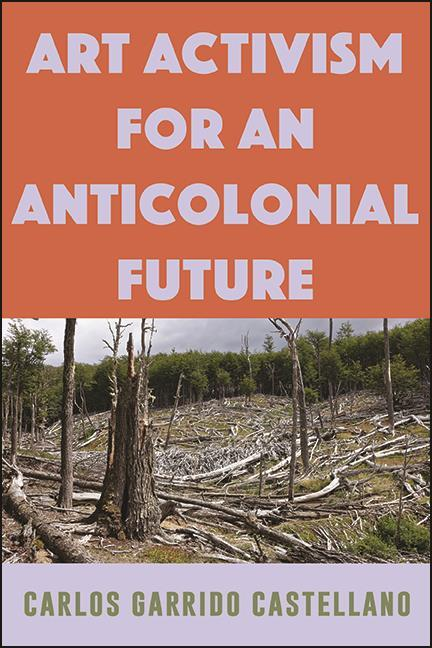 ART ACTIVISM
FOR AN
ANTICOLONIAL
FUTURE
CARLOS GARRIDO CASTELLANO